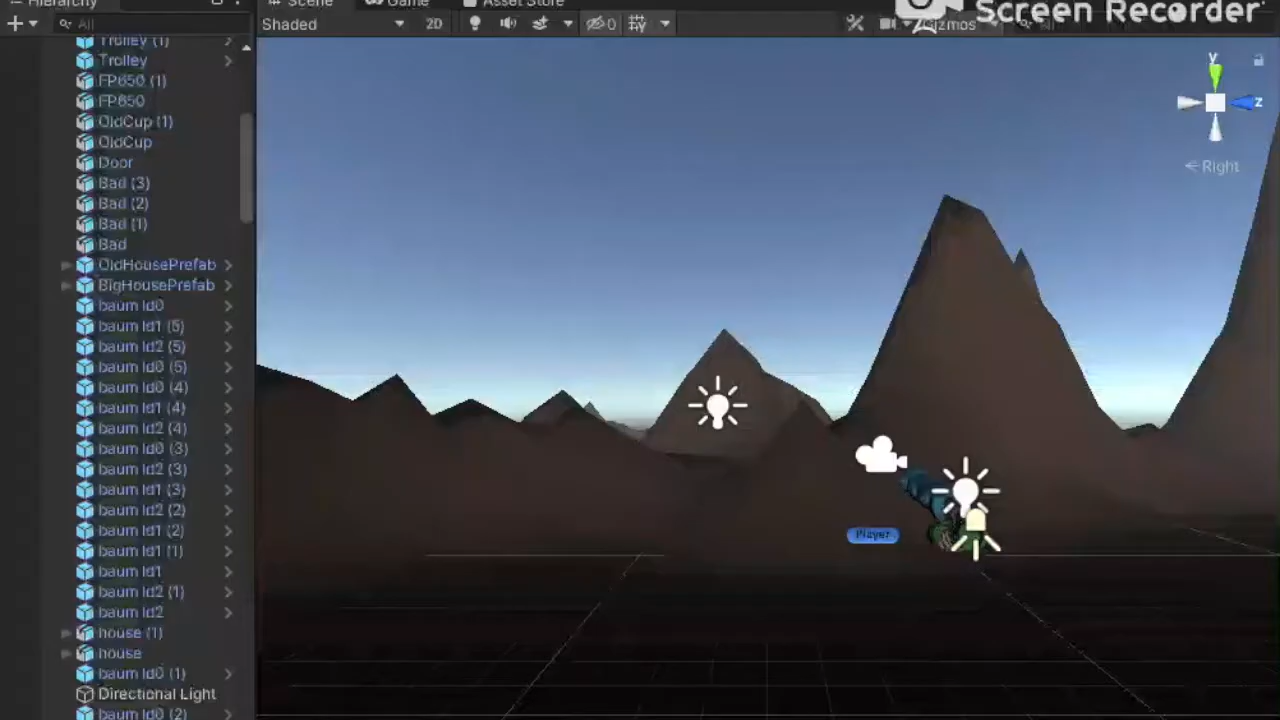 Hierarchy
Scene
Game
Asset Store
Screen Recorder
All
Shaded
2D
0
Gizmos
All
Trolley (1)
Trolley
FP650 (1)
FP650
OldCup (1)
OldCup
Door
Bad (3)
Bad (2)
Bad (1)
Bad
OldHousePrefab
BigHousePrefab
baum ld0
baum ld1 (5)
baum ld2 (5)
baum ld0 (5)
baum ld0 (4)
baum ld1 (4)
baum ld2 (4)
baum ld0 (3)
baum ld2 (3)
baum ld1 (3)
baum ld2 (2)
baum ld1 (2)
baum ld1 (1)
baum ld1
baum ld2 (1)
baum ld2
house (1)
house
baum ld0 (1)
Directional Light
baum ld0 (2)
y
z
Right
Player